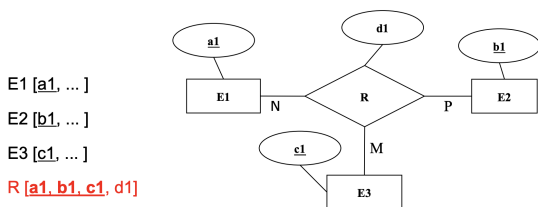 E1 [a1, ... ]
E2 [b1, ... ]
E3 [c1, ... ]
R [a1, b1, c1, d1]
a1
d1
b1
E1
N
R
P
E2
M
c1
E3